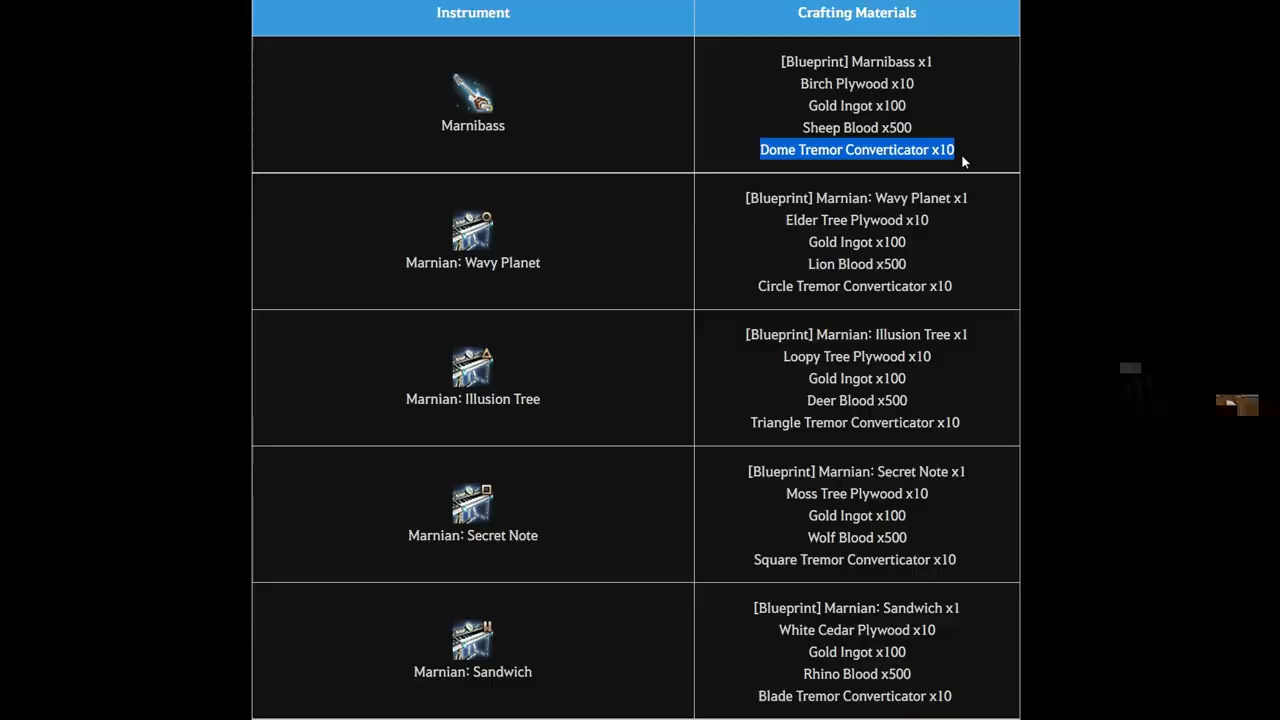 Instrument
Crafting Materials
Marnibass
[Blueprint] Marnibass x1
Birch Plywood x10
Gold Ingot x100
Sheep Blood x500
Dome Tremor Converticator x10
Marnian: Wavy Planet
[Blueprint] Marnian: Wavy Planet x1
Elder Tree Plywood x10
Gold Ingot x100
Lion Blood x500
Circle Tremor Converticator x10
Marnian: Illusion Tree
[Blueprint] Marnian: Illusion Tree x1
Loopy Tree Plywood x10
Gold Ingot x100
Deer Blood x500
Triangle Tremor Converticator x10
Marnian: Secret Note
[Blueprint] Marnian: Secret Note x1
Moss Tree Plywood x10
Gold Ingot x100
Wolf Blood x500
Square Tremor Converticator x10
Marnian: Sandwich
[Blueprint] Marnian: Sandwich x1
White Cedar Plywood x10
Gold Ingot x100
Rhino Blood x500
Blade Tremor Converticator x10